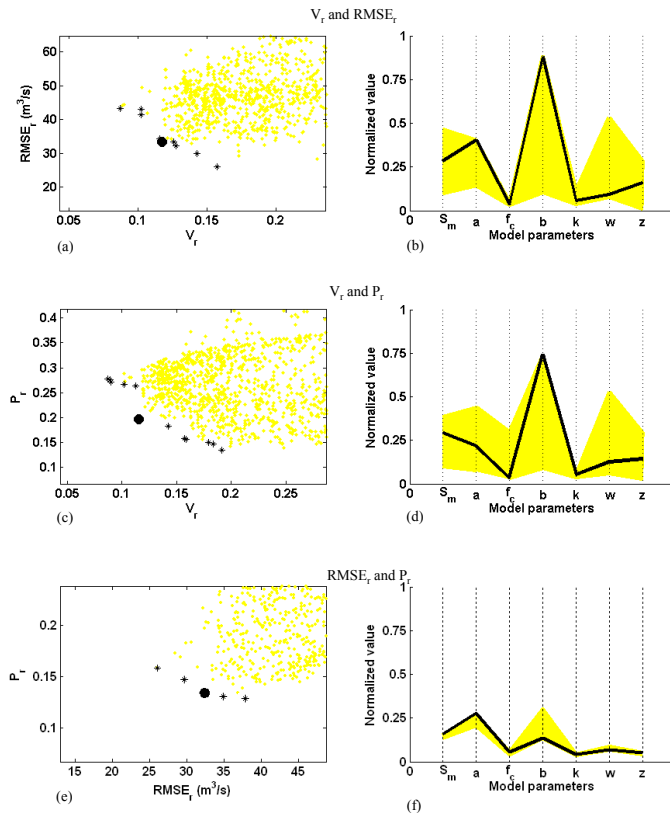 V_r and RMSE_r
RMSE_r (m^3/s)
60
50
40
30
20
0.05 0.1 0.15 0.2
V_r
(a)
Normalized value
1
0.75
0.5
0.25
0
0 S_m a f_c b k w z
Model parameters
(b)
V_r and P_r
P_r
0.4
0.35
0.3
0.25
0.2
0.15
0.1
0.05 0.1 0.15 0.2 0.25
V_r
(c)
Normalized value
1
0.75
0.5
0.25
0
0 S_m a f_c b k w z
Model parameters
(d)
RMSE_r and P_r
P_r
0.2
0.15
0.1
15 20 25 30 35 40 45
RMSE_r (m^3/s)
(e)
Normalized value
1
0.75
0.5
0.25
0
0 S_m a f_c b k w z
Model parameters
(f)